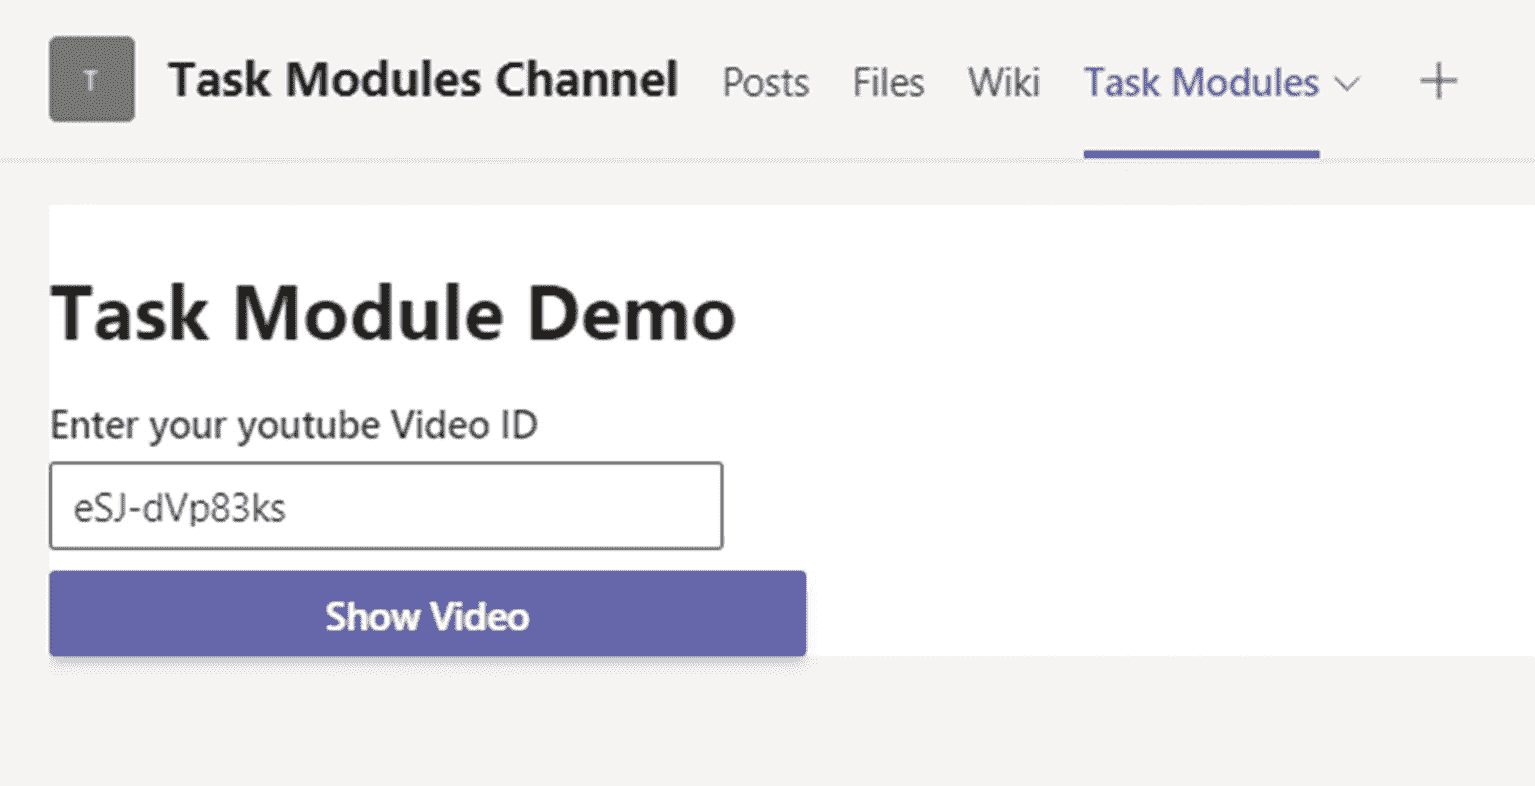 T Task Modules Channel Posts Files Wiki Task Modules
Task Module Demo
Enter your youtube Video ID
eSJ-dVp83ks
Show Video